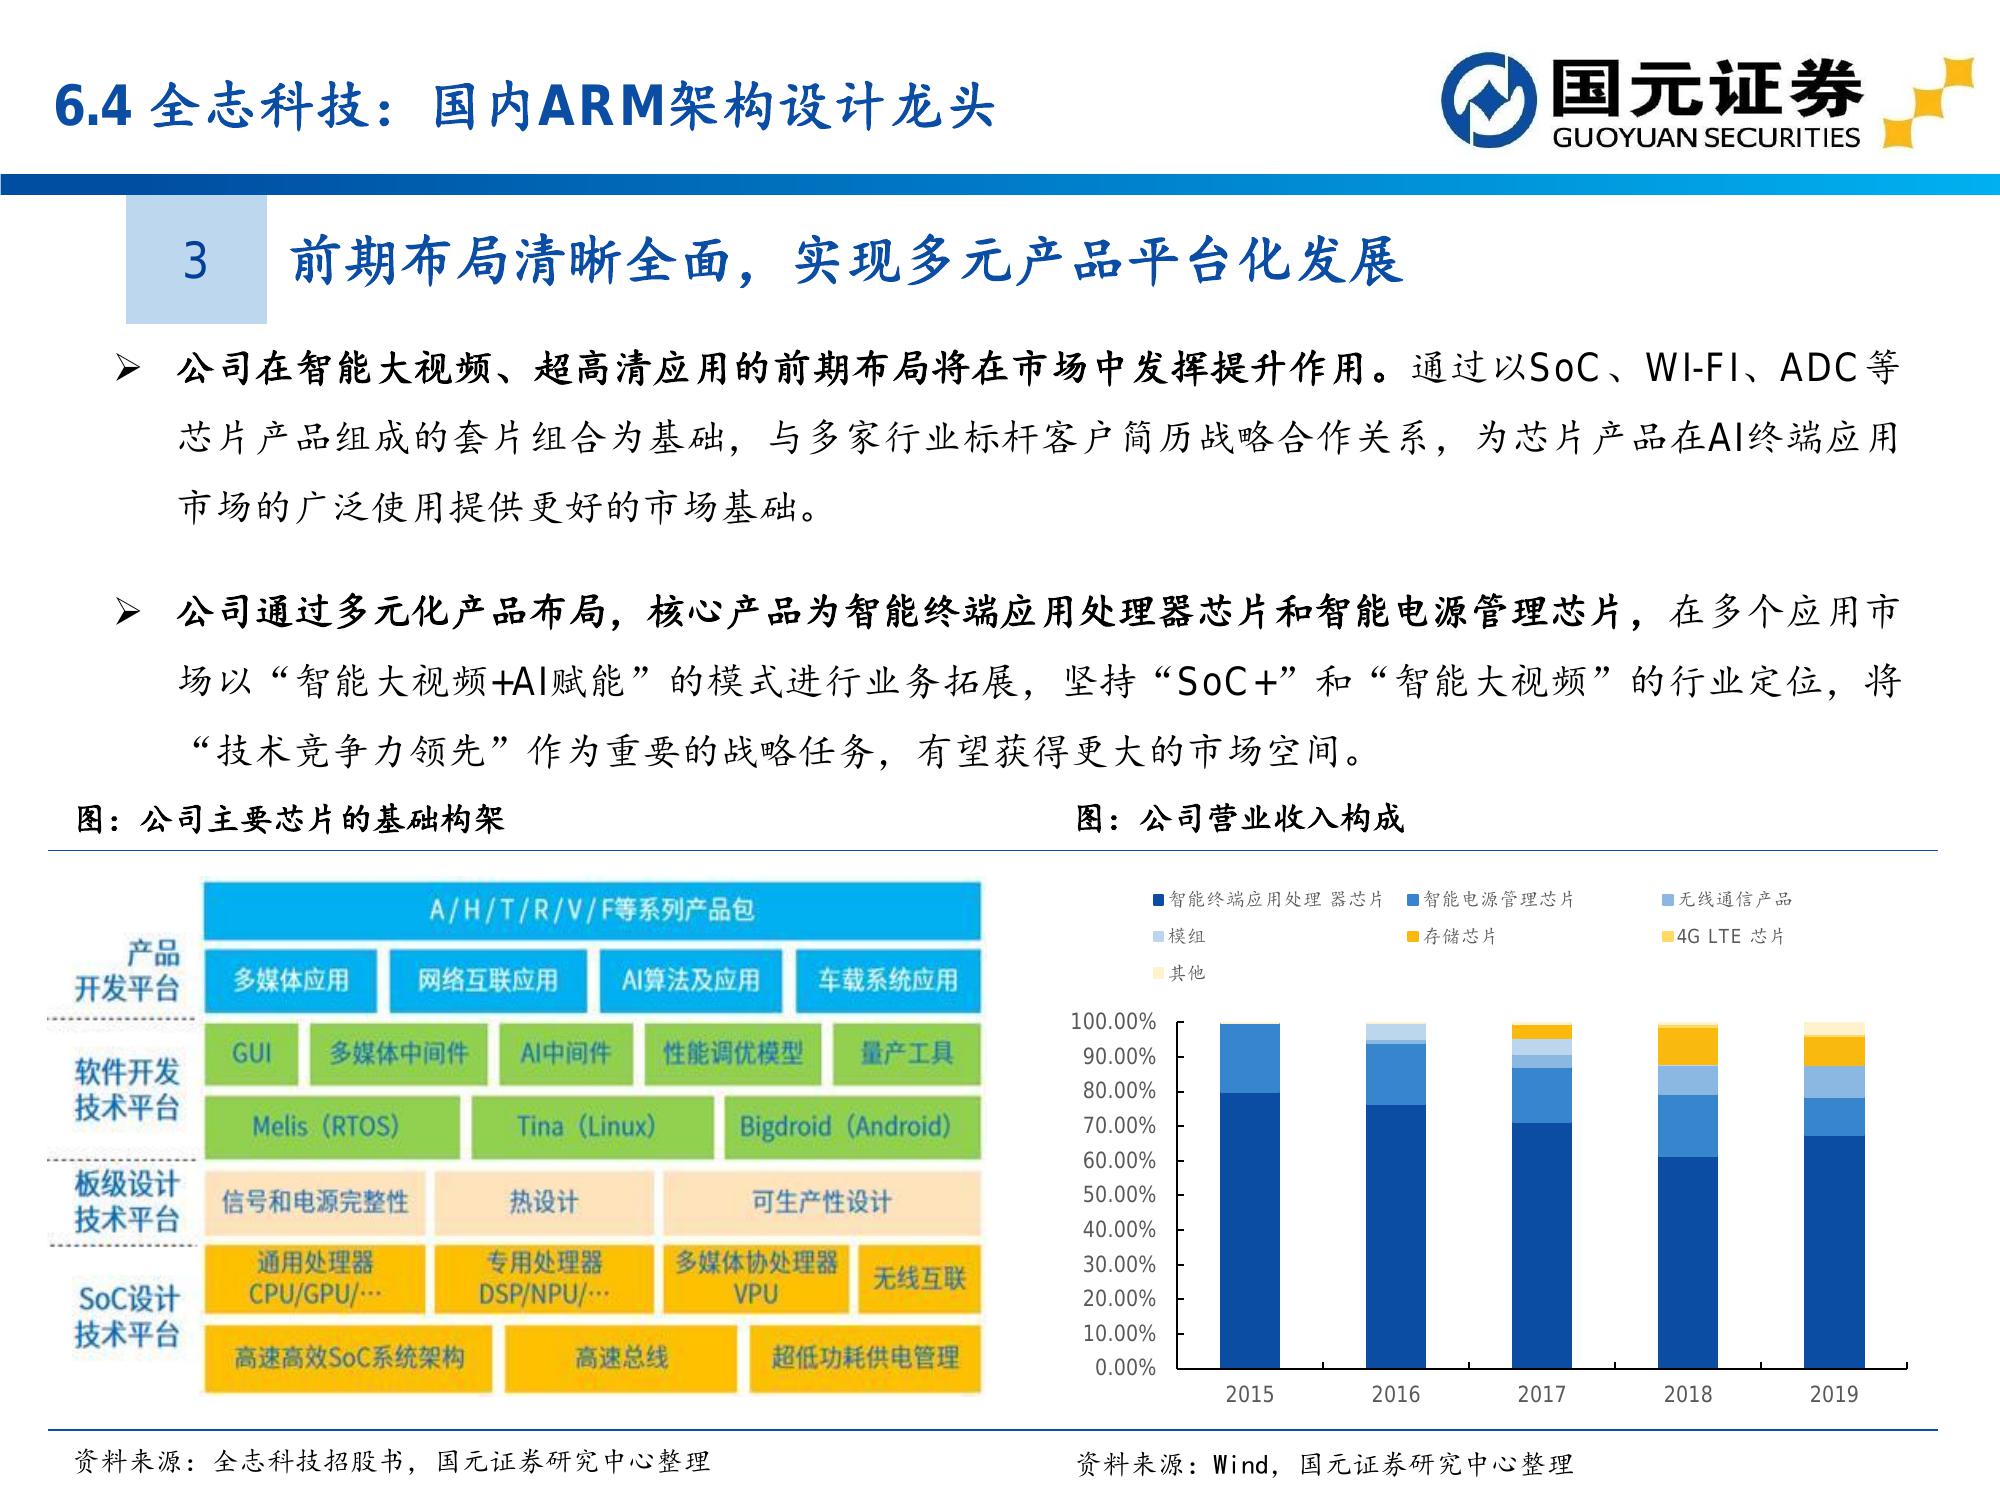 6.4 全志科技：国内ARM架构设计龙头
国元证券
GUOYUAN SECURITIES
3
前期布局清晰全面，实现多元产品平台化发展
➢ 公司在智能大视频、超高清应用的前期布局将在市场中发挥提升作用。通过以SoC、WI-FI、ADC等
芯片产品组成的套片组合为基础，与多家行业标杆客户简历战略合作关系，为芯片产品在AI终端应用
市场的广泛使用提供更好的市场基础。
➢ 公司通过多元化产品布局，核心产品为智能终端应用处理器芯片和智能电源管理芯片，在多个应用市
场以“智能大视频+AI赋能”的模式进行业务拓展，坚持“SoC+”和“智能大视频”的行业定位，将
“技术竞争力领先”作为重要的战略任务，有望获得更大的市场空间。
图：公司主要芯片的基础构架
产品
开发平台
A/H/T/R/V/F等系列产品包
多媒体应用 网络互联应用 AI算法及应用 车载系统应用
软件开发
技术平台
GUI 多媒体中间件 AI中间件 性能调优模型 量产工具
Melis（RTOS） Tina（Linux） Bigdroid（Android）
板级设计
技术平台
信号和电源完整性 热设计 可生产性设计
SoC设计
技术平台
通用处理器
CPU/GPU/…
专用处理器
DSP/NPU/…
多媒体协处理器
VPU
无线互联
高速高效SoC系统架构 高速总线 超低功耗供电管理
资料来源：全志科技招股书，国元证券研究中心整理
图：公司营业收入构成
智能终端应用处理 器芯片 智能电源管理芯片 无线通信产品
模组 存储芯片 4G LTE 芯片
其他
100.00%
90.00%
80.00%
70.00%
60.00%
50.00%
40.00%
30.00%
20.00%
10.00%
0.00%
2015 2016 2017 2018 2019
资料来源：Wind，国元证券研究中心整理